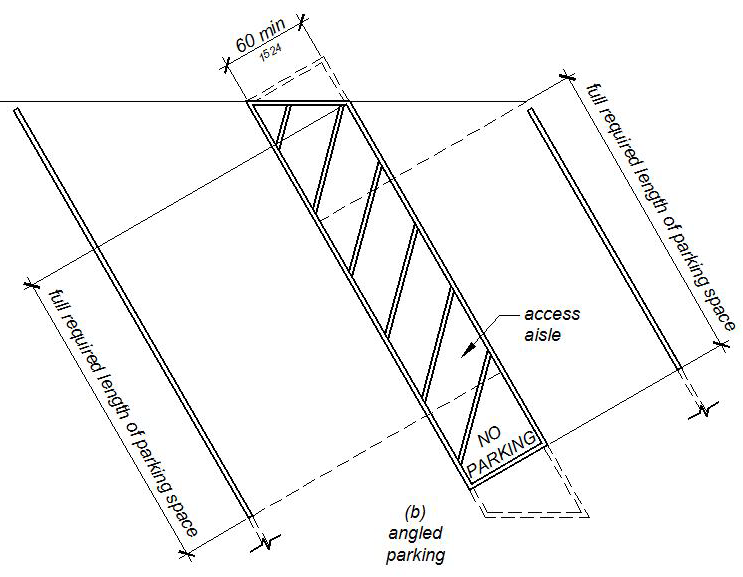 60 min
1524
full required length of parking space
access
aisle
full required length of parking space
NO
PARKING
(b)
angled
parking